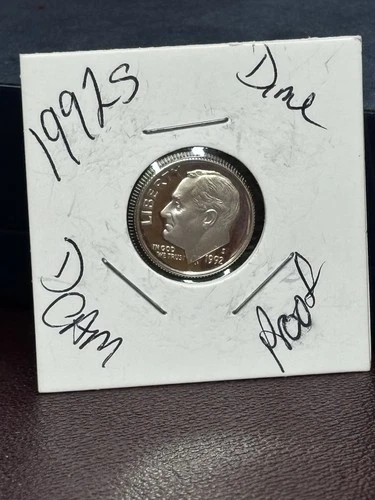 1992S
Dime
LIBERTY
IN GOD
WE TRUST
S
1992
DCAM
Proof